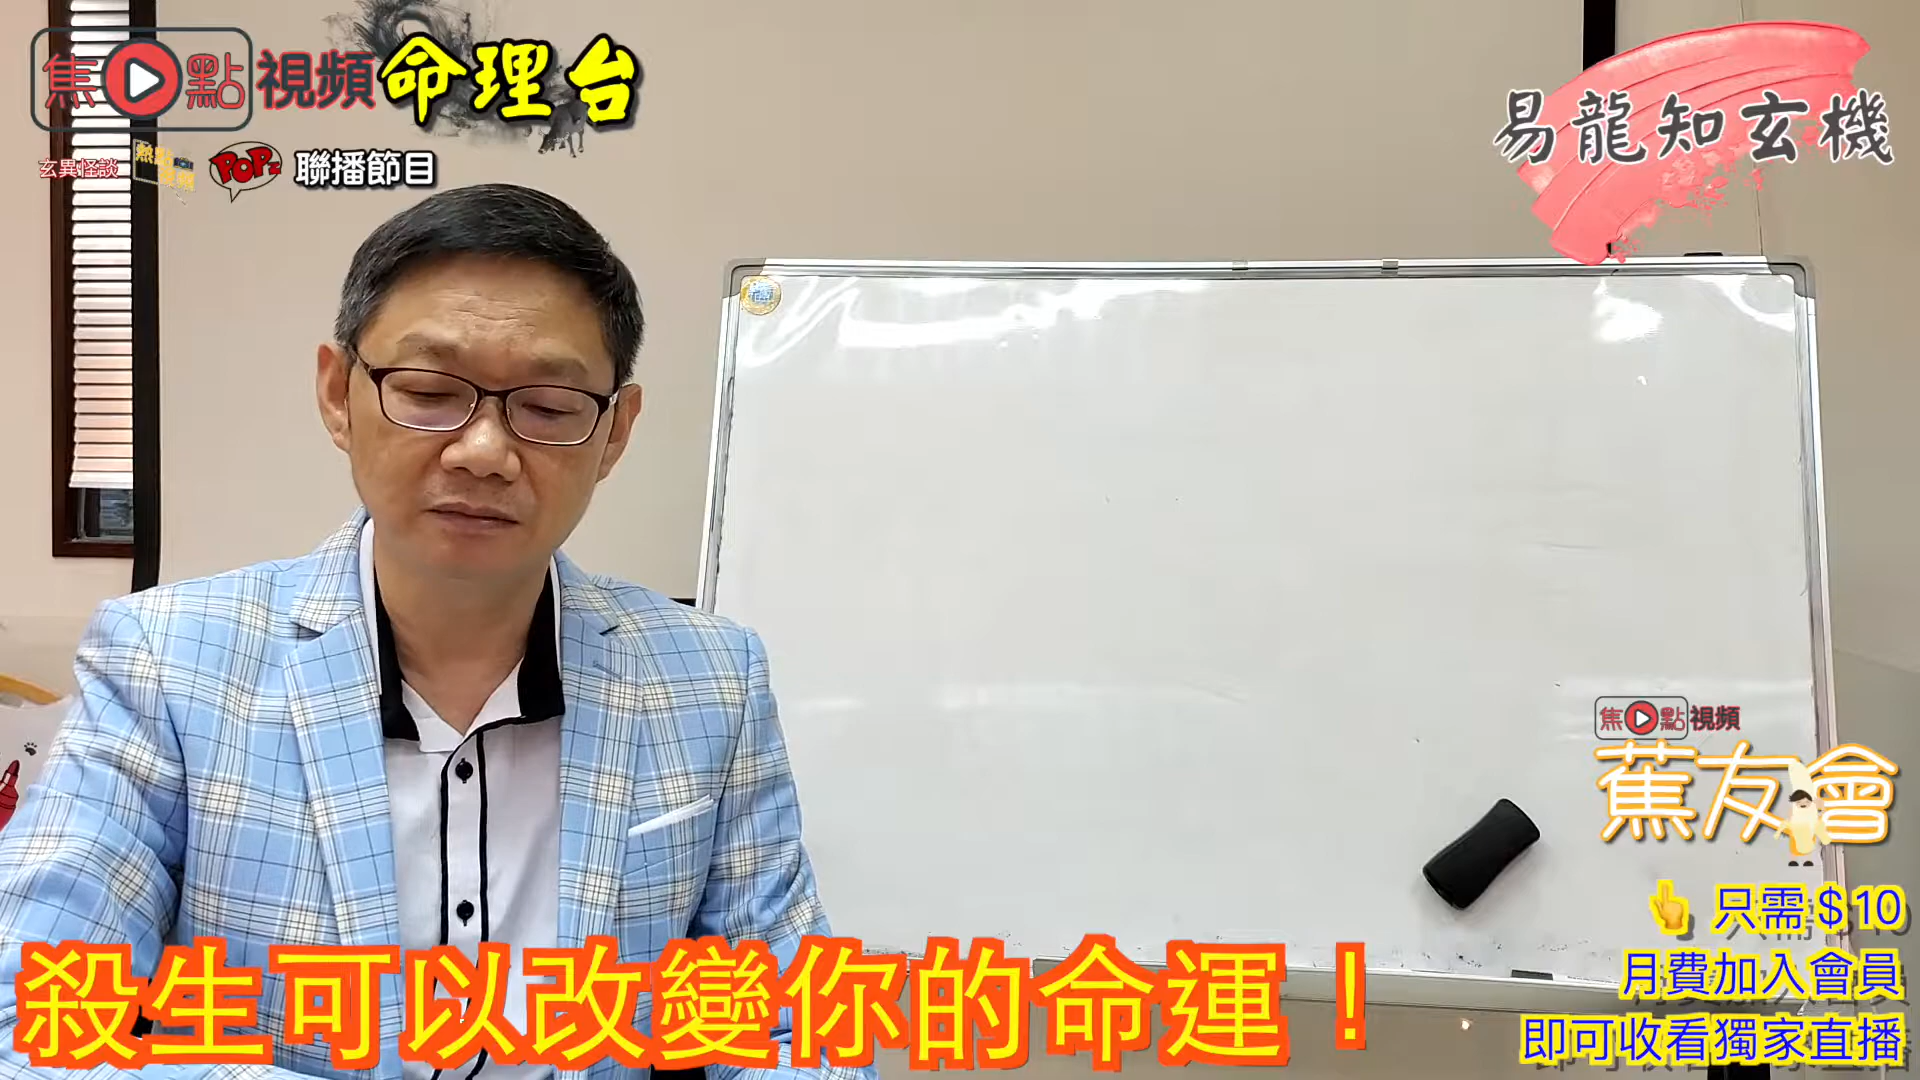 焦點視頻命理台
玄異怪談
POP
聯播節目
易龍知玄機
焦點視頻
蕉友會
👆只需$10
月費加入會員
即可收看獨家直播
殺生可以改變你的命運！